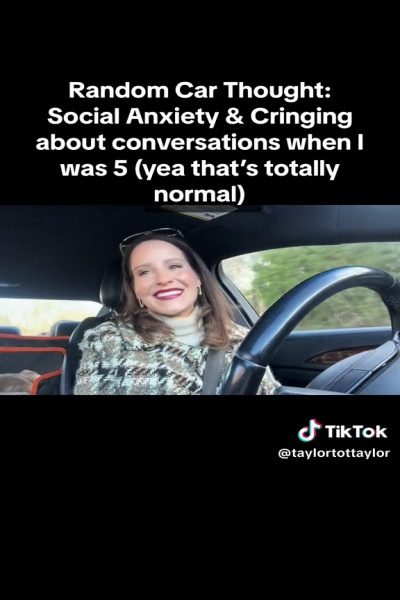 Random Car Thought:
Social Anxiety & Cringing
about conversations when I
was 5 (yea that's totally
normal)
TikTok
@taylortottaylor